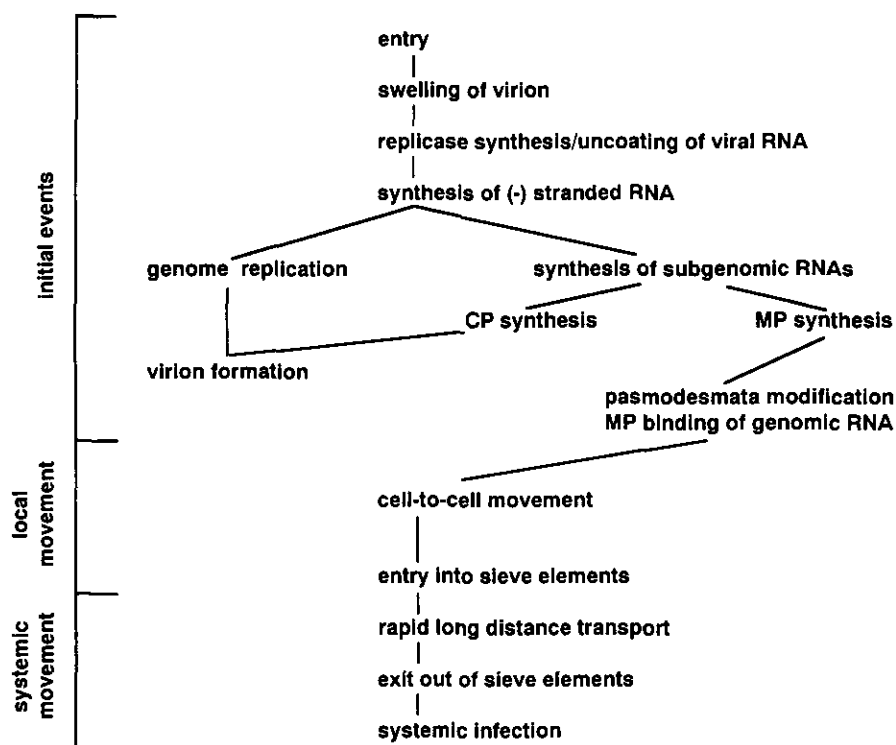 entry
swelling of virion
replicase synthesis/uncoating of viral RNA
synthesis of (-) stranded RNA
initial events
genome replication
synthesis of subgenomic RNAs
CP synthesis
MP synthesis
virion formation
pasmodesmata modification
MP binding of genomic RNA
local
movement
cell-to-cell movement
entry into sieve elements
systemic
movement
rapid long distance transport
exit out of sieve elements
systemic infection